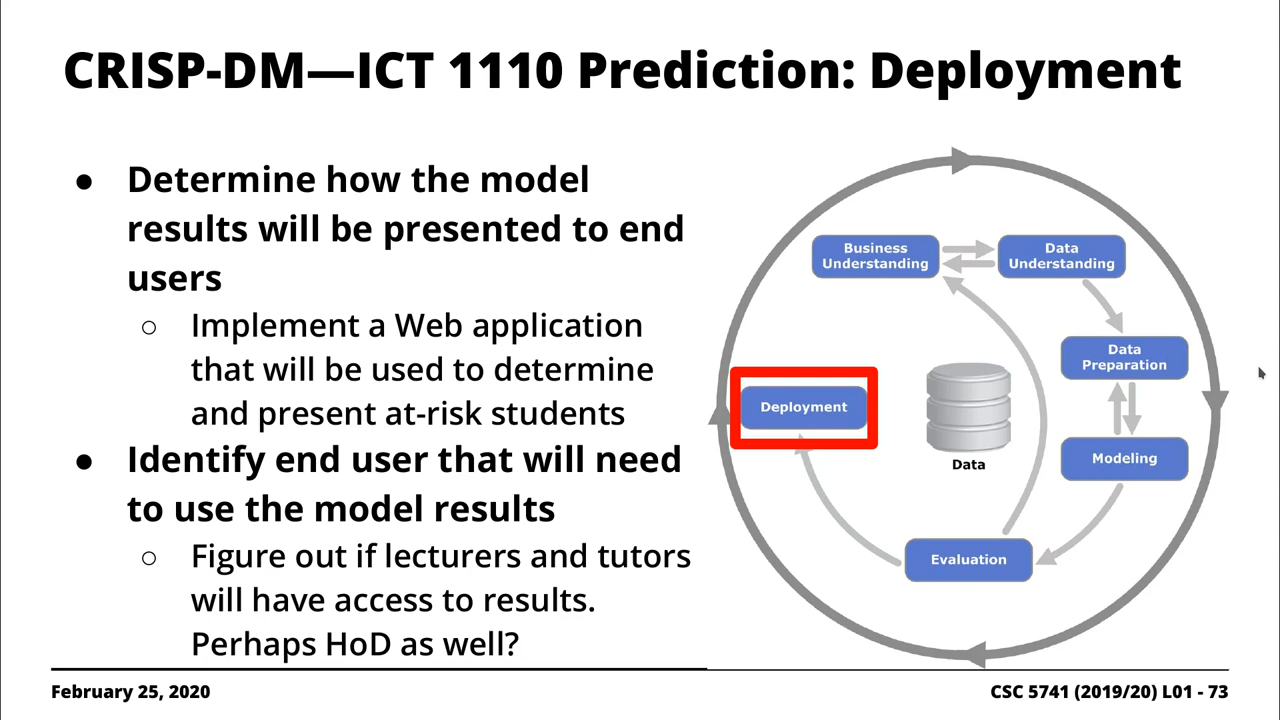 CRISP-DM—ICT 1110 Prediction: Deployment
● Determine how the model
results will be presented to end
users
○ Implement a Web application
that will be used to determine
and present at-risk students
● Identify end user that will need
to use the model results
○ Figure out if lecturers and tutors
will have access to results.
Perhaps HoD as well?
Business
Understanding
Data
Understanding
Data
Preparation
Deployment
Data
Modeling
Evaluation
February 25, 2020
CSC 5741 (2019/20) L01 - 73